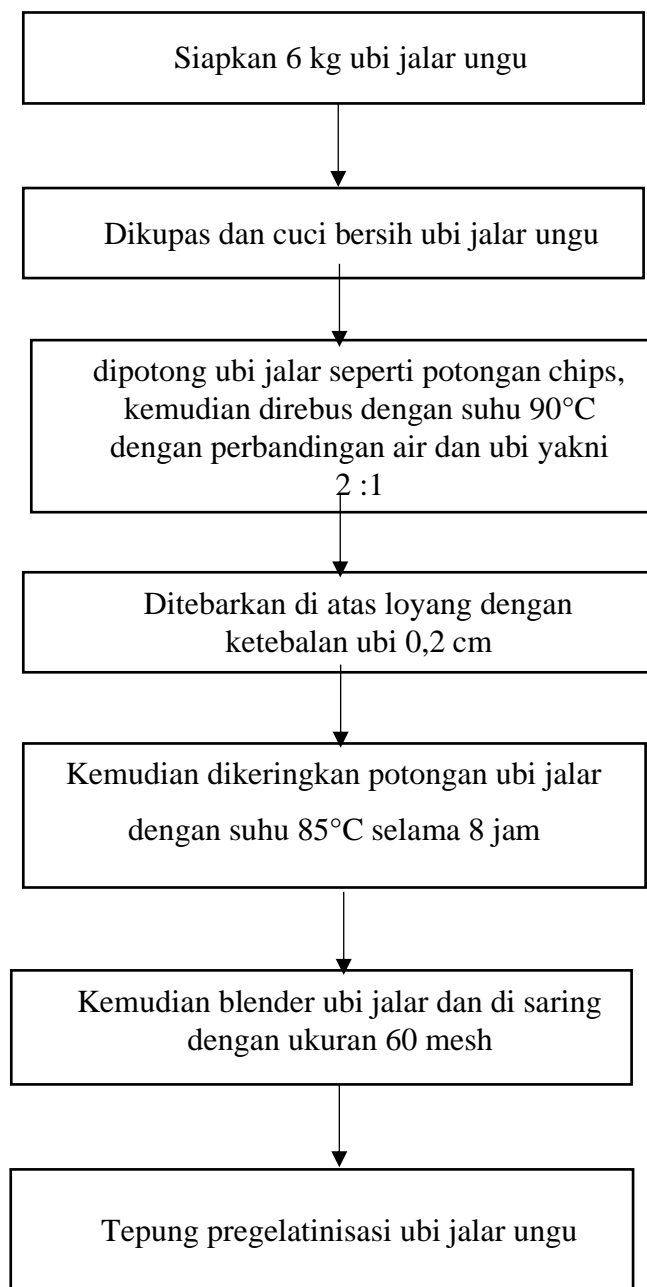 Siapkan 6 kg ubi jalar ungu
Dikupas dan cuci bersih ubi jalar ungu
dipotong ubi jalar seperti potongan chips,
kemudian direbus dengan suhu 90°C
dengan perbandingan air dan ubi yakni
2 :1
Ditebarkan di atas loyang dengan
ketebalan ubi 0,2 cm
Kemudian dikeringkan potongan ubi jalar
dengan suhu 85°C selama 8 jam
Kemudian blender ubi jalar dan di saring
dengan ukuran 60 mesh
Tepung pregelatinisasi ubi jalar ungu